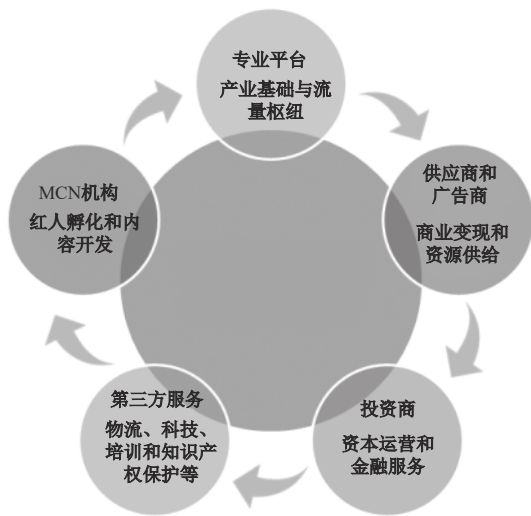 专业平台
产业基础与流
量枢纽
供应商和
广告商
商业变现和
资源供给
投资商
资本运营和
金融服务
第三方服务
物流、科技、
培训和知识产
权保护等
MCN机构
红人孵化和内
容开发